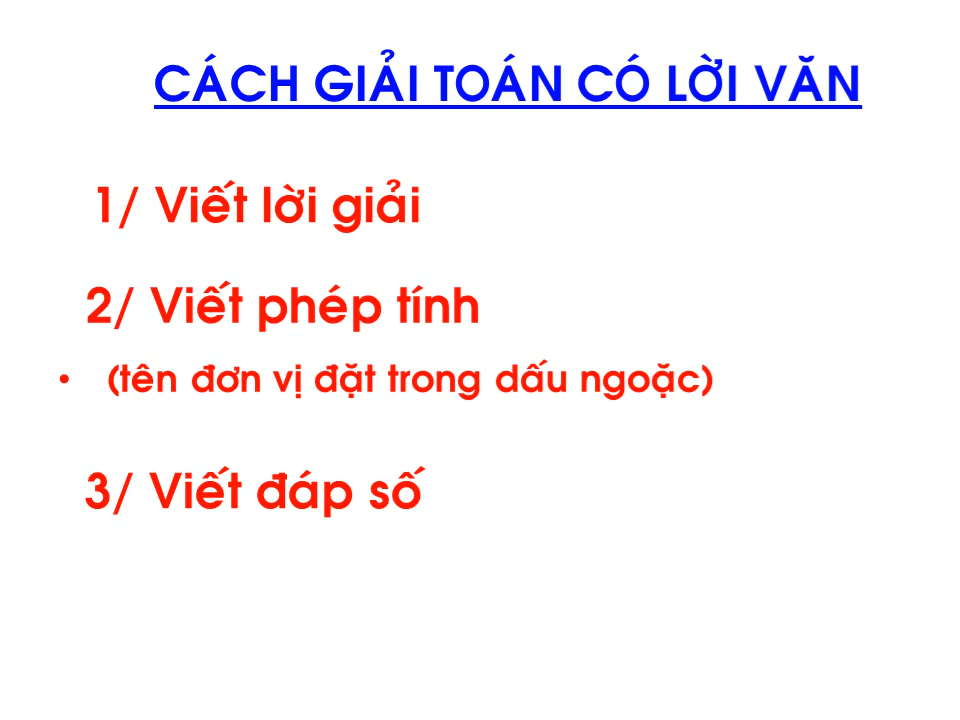 CÁCH GIẢI TOÁN CÓ LỜI VĂN
1/ Viết lời giải
2/ Viết phép tính
• (tên đơn vị đặt trong dấu ngoặc)
3/ Viết đáp số